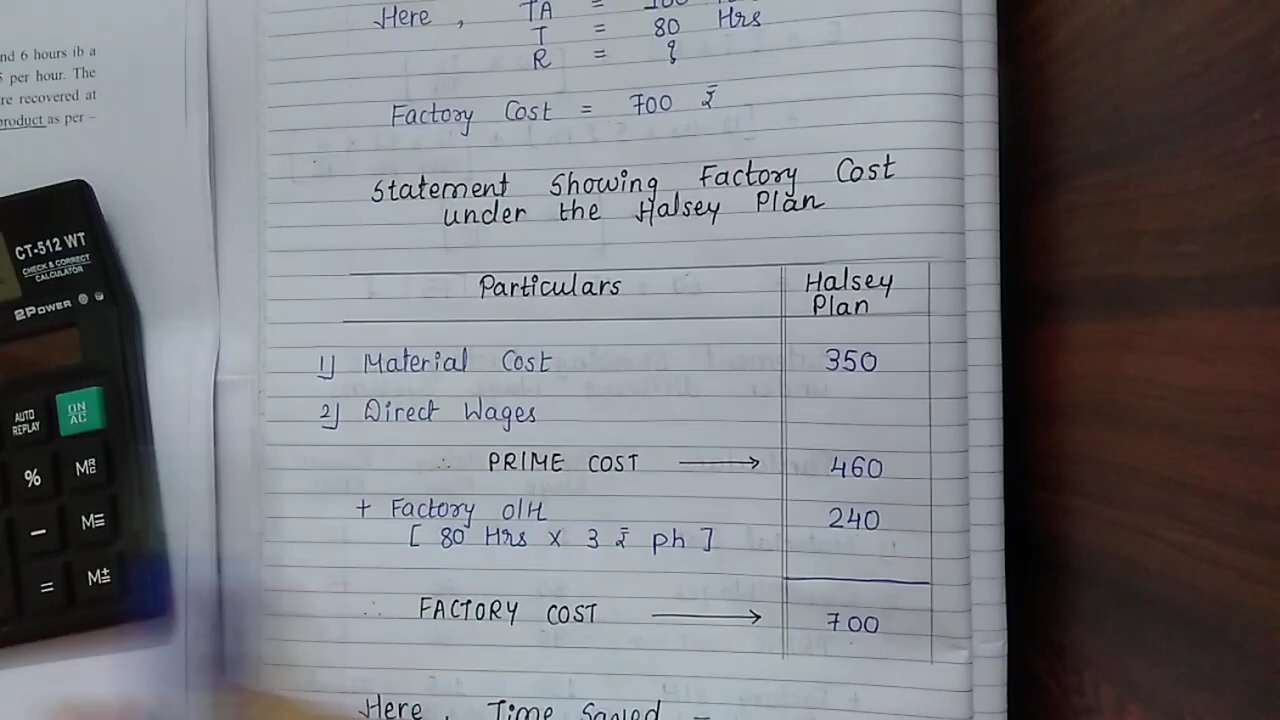 nd 6 hours ib a
per hour. The
re recovered at
product as per –
CT-512 WT
CHECK & CORRECT
CALCULATOR
2POWER
AUTO
REPLAY
ON
AC
%
–
M=
=
M±
Here , TA =
T = 80 Hrs
R = ?
Factory Cost = 700 ₹
Statement Showing Factory Cost
under the Halsey Plan
Particulars Halsey
Plan
1) Material Cost 350
2) Direct Wages
∴ PRIME COST → 460
+ Factory O/H 240
[ 80 Hrs x 3 ₹ ph ]
∴ FACTORY COST → 700
Here , Time Saved =